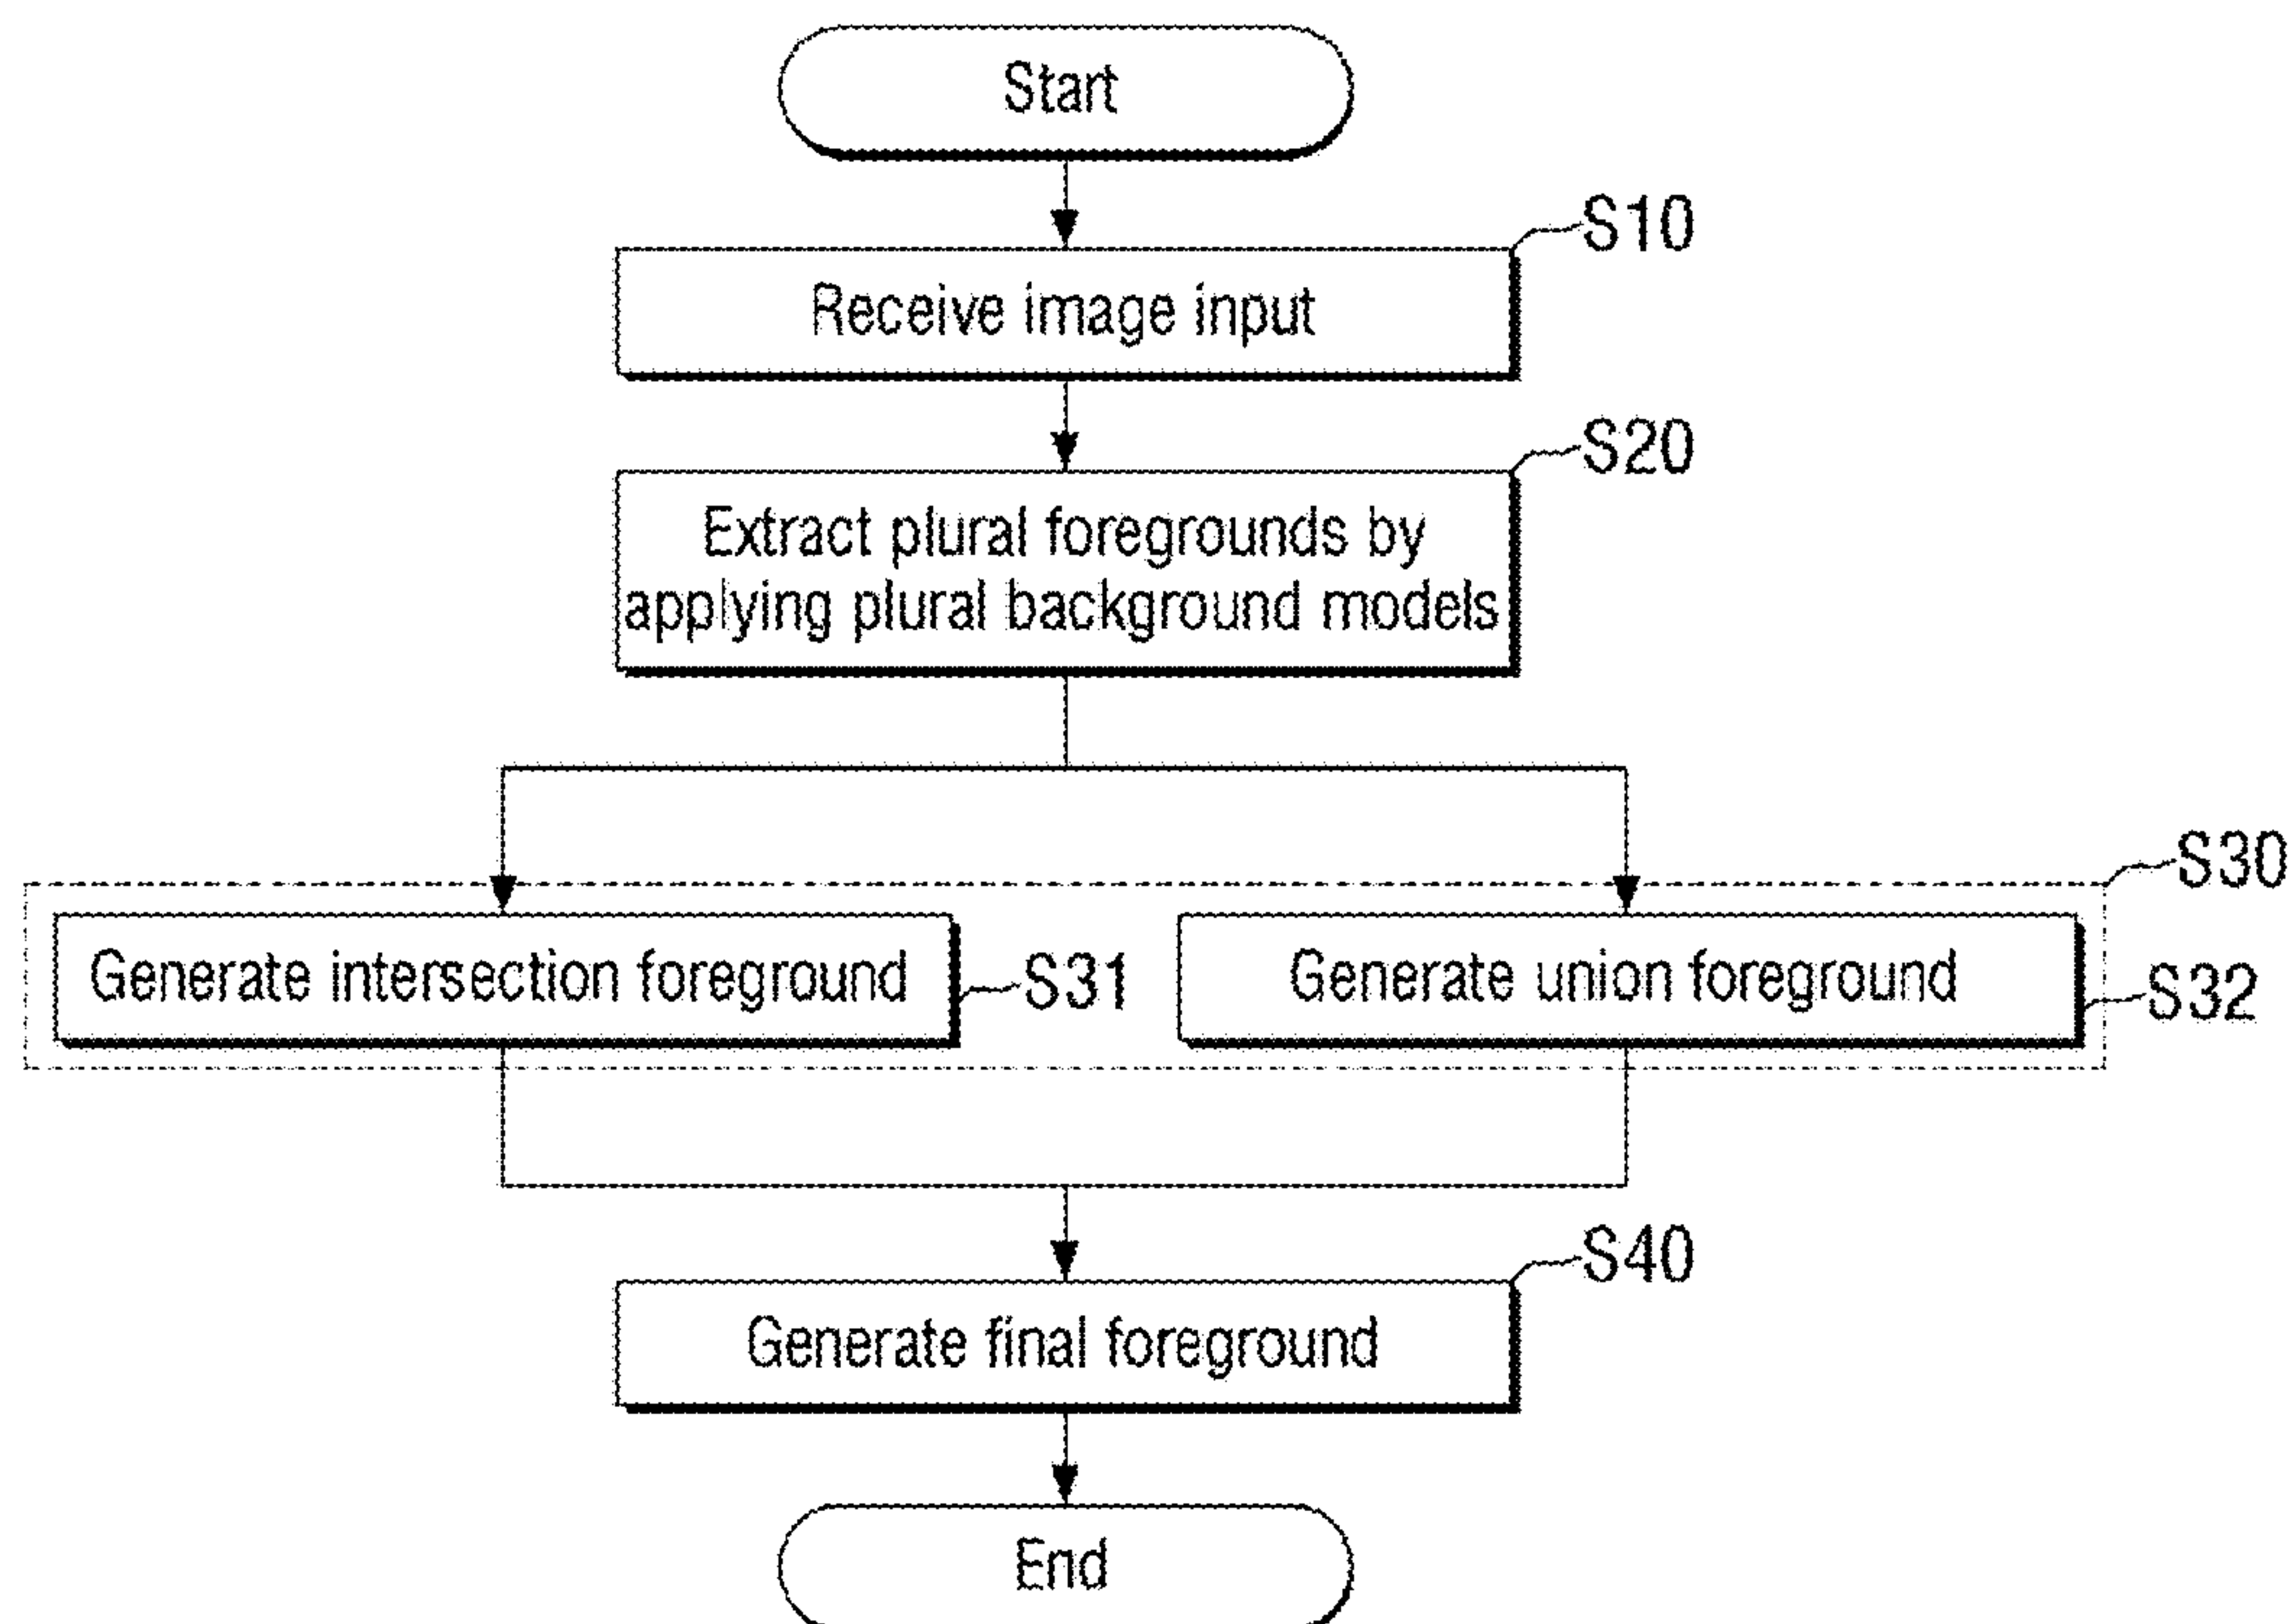 Start
S10
Receive image input
S20
Extract plural foregrounds by
applying plural background models
S30
Generate intersection foreground
S31
Generate union foreground
S32
S40
Generate final foreground
End